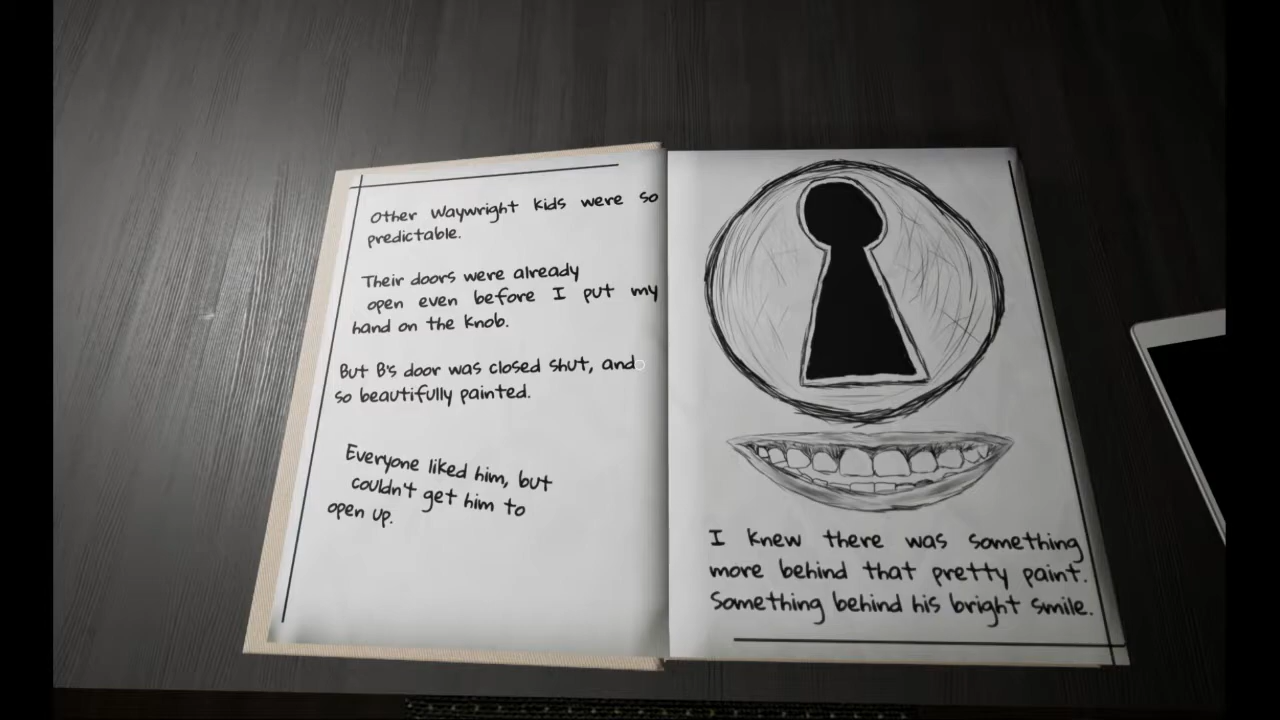 Other Waywright kids were so
predictable.
Their doors were already
open even before I put my
hand on the knob.
But B's door was closed shut, and
so beautifully painted.
Everyone liked him, but
couldn't get him to
open up.
I knew there was something
more behind that pretty paint.
Something behind his bright smile.